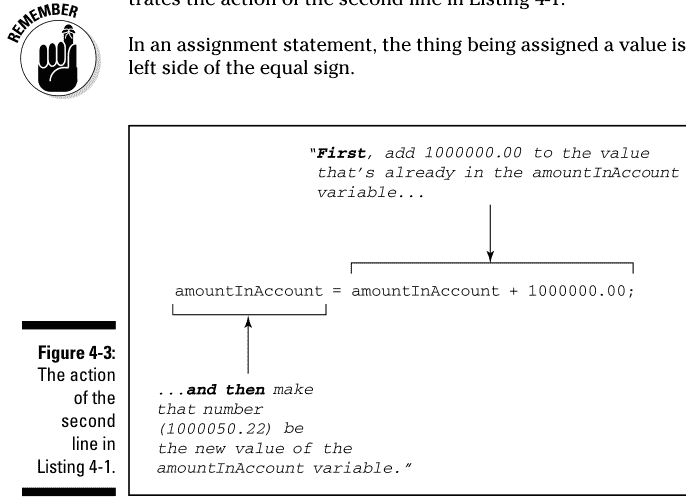 trates the action of the second line in Listing 4-1.
REMEMBER
In an assignment statement, the thing being assigned a value is
left side of the equal sign.
"First, add 1000000.00 to the value
that's already in the amountInAccount
variable...
amountInAccount = amountInAccount + 1000000.00;
...and then make
that number
(1000050.22) be
the new value of the
amountInAccount variable."
Figure 4-3:
The action
of the
second
line in
Listing 4-1.